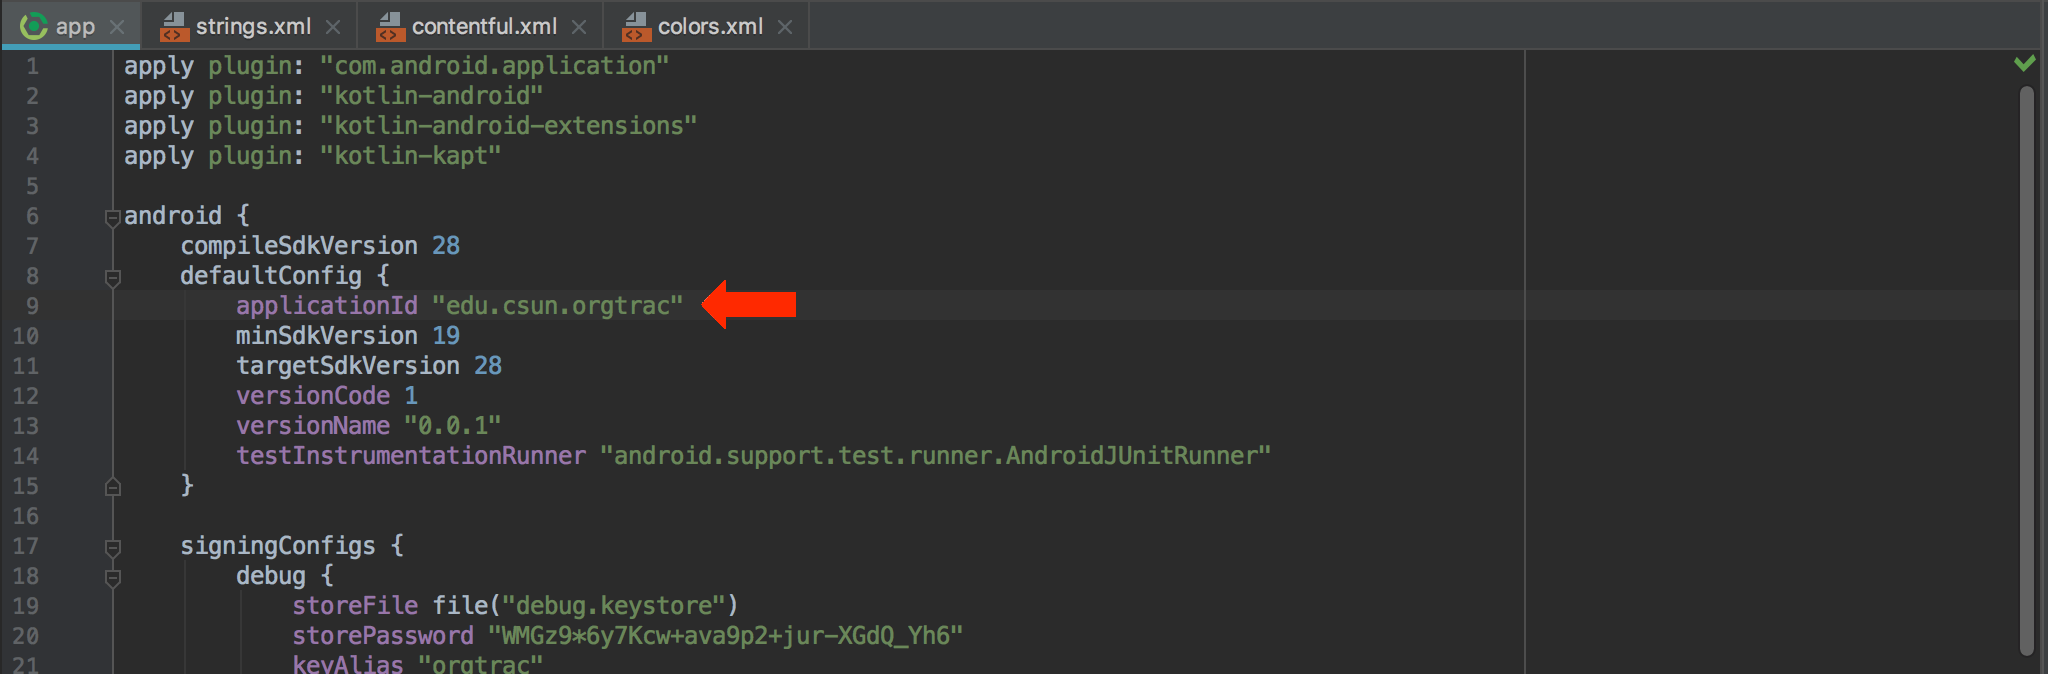 app strings.xml contentful.xml colors.xml
1 apply plugin: "com.android.application"
2 apply plugin: "kotlin-android"
3 apply plugin: "kotlin-android-extensions"
4 apply plugin: "kotlin-kapt"
5
6 android {
7 compileSdkVersion 28
8 defaultConfig {
9 applicationId "edu.csun.orgtrac"
10 minSdkVersion 19
11 targetSdkVersion 28
12 versionCode 1
13 versionName "0.0.1"
14 testInstrumentationRunner "android.support.test.runner.AndroidJUnitRunner"
15 }
16
17 signingConfigs {
18 debug {
19 storeFile file("debug.keystore")
20 storePassword "WMGz9*6y7Kcw+ava9p2+jur-XGdQ_Yh6"
21 keyAlias "orgtrac"